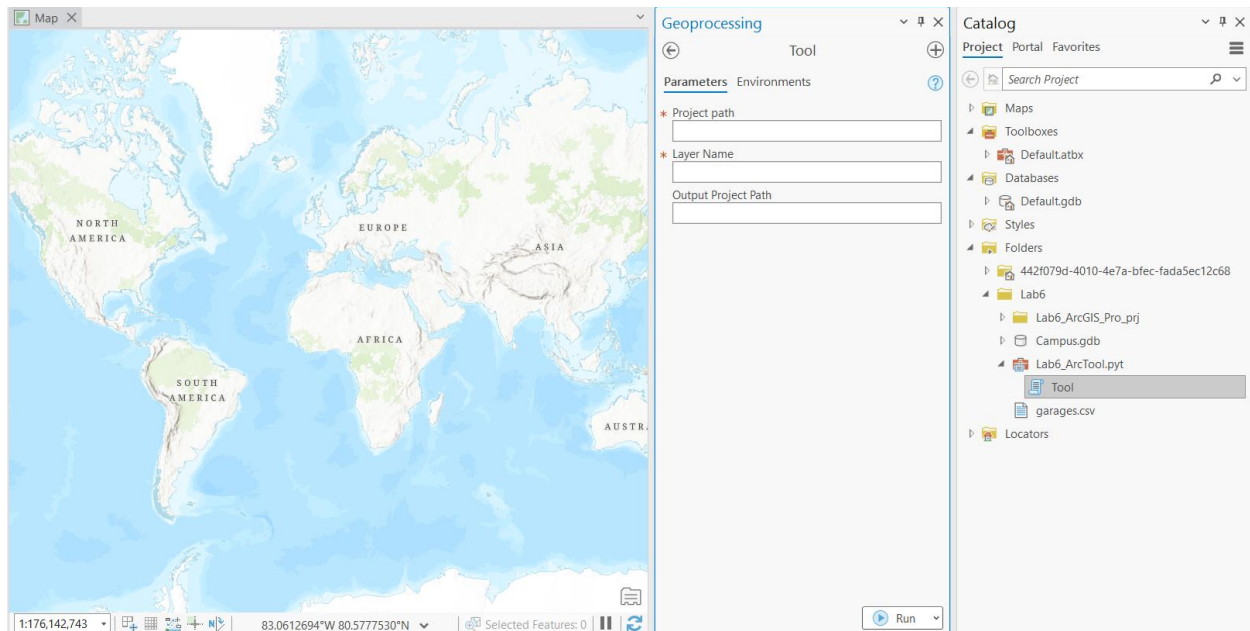 Map
NORTH
AMERICA
EUROPE
ASIA
AFRICA
SOUTH
AMERICA
AUSTR
1:176,142,743
83.0612694°W 80.5777530°N
Selected Features: 0
Geoprocessing
Tool
Parameters Environments
* Project path
* Layer Name
Output Project Path
Run
Catalog
Project Portal Favorites
Search Project
Maps
Toolboxes
Default.atbx
Databases
Default.gdb
Styles
Folders
442f079d-4010-4e7a-bfec-fada5ec12c68
Lab6
Lab6_ArcGIS_Pro_prj
Campus.gdb
Lab6_ArcTool.pyt
Tool
garages.csv
Locators